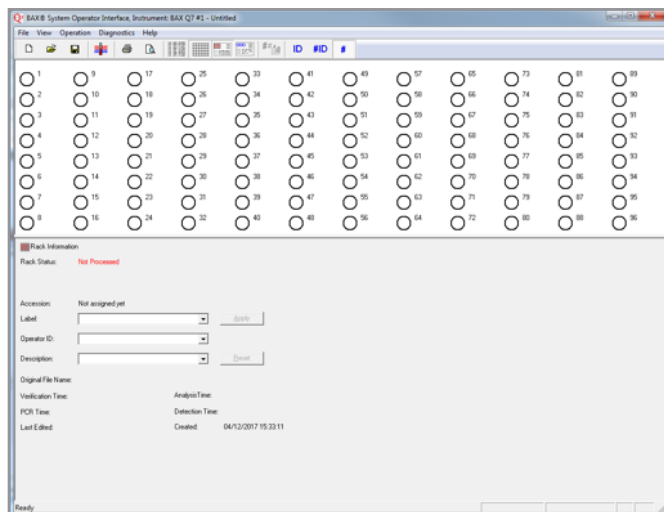 BAX® System Operator Interface, Instrument: BAX Q7 #1 - Untitled
File View Operation Diagnostics Help
ID #ID #
1 9 17 25 33 41 49 57 65 73 81 89
2 10 18 26 34 42 50 58 66 74 82 90
3 11 19 27 35 43 51 59 67 75 83 91
4 12 20 28 36 44 52 60 68 76 84 92
5 13 21 29 37 45 53 61 69 77 85 93
6 14 22 30 38 46 54 62 70 78 86 94
7 15 23 31 39 47 55 63 71 79 87 95
8 16 24 32 40 48 56 64 72 80 88 96
Rack Information
Rack Status: Not Processed
Accession: Not assigned yet
Label: Apply
Operator ID:
Description: Reset
Original File Name:
Verification Time: Analysis Time:
PCR Time: Detection Time:
Last Edited: Created: 04/12/2017 15:33:11
Ready